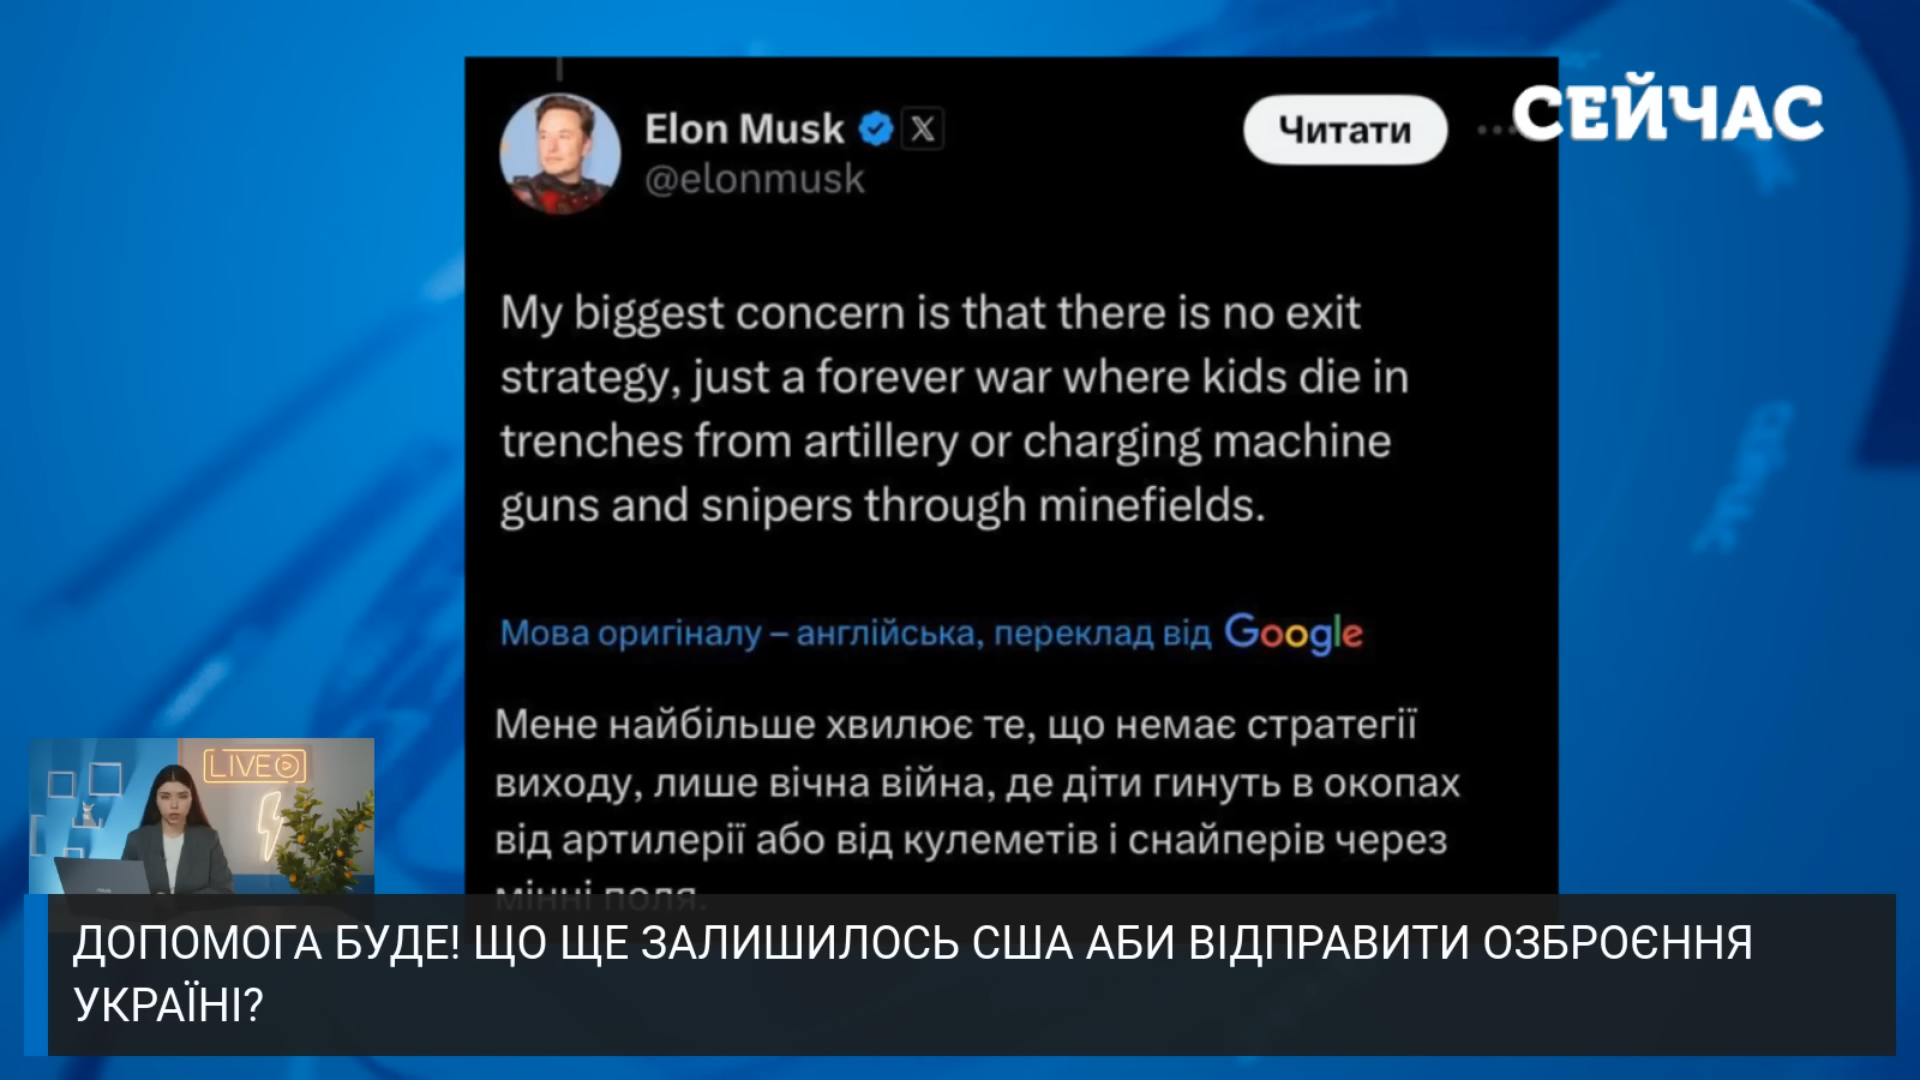 СЕЙЧАС
Elon Musk
@elonmusk
Читати
My biggest concern is that there is no exit
strategy, just a forever war where kids die in
trenches from artillery or charging machine
guns and snipers through minefields.
Мова оригіналу – англійська, переклад від Google
Мене найбільше хвилює те, що немає стратегії
виходу, лише вічна війна, де діти гинуть в окопах
від артилерії або від кулеметів і снайперів через
мінні поля.
LIVE
ДОПОМОГА БУДЕ! ЩО ЩЕ ЗАЛИШИЛОСЬ США АБИ ВІДПРАВИТИ ОЗБРОЄННЯ
УКРАЇНІ?